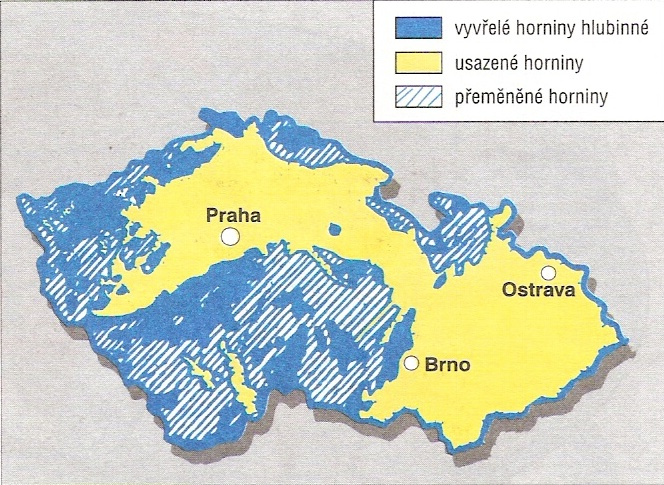 vyvřelé horniny hlubinné
usazené horniny
přeměněné horniny
Praha
Ostrava
Brno